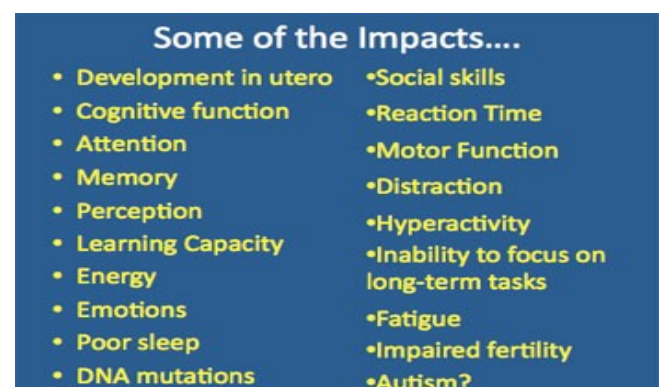 Some of the Impacts....
• Development in utero
• Cognitive function
• Attention
• Memory
• Perception
• Learning Capacity
• Energy
• Emotions
• Poor sleep
• DNA mutations
•Social skills
•Reaction Time
•Motor Function
•Distraction
•Hyperactivity
•Inability to focus on
long-term tasks
•Fatigue
•Impaired fertility
•Autism?